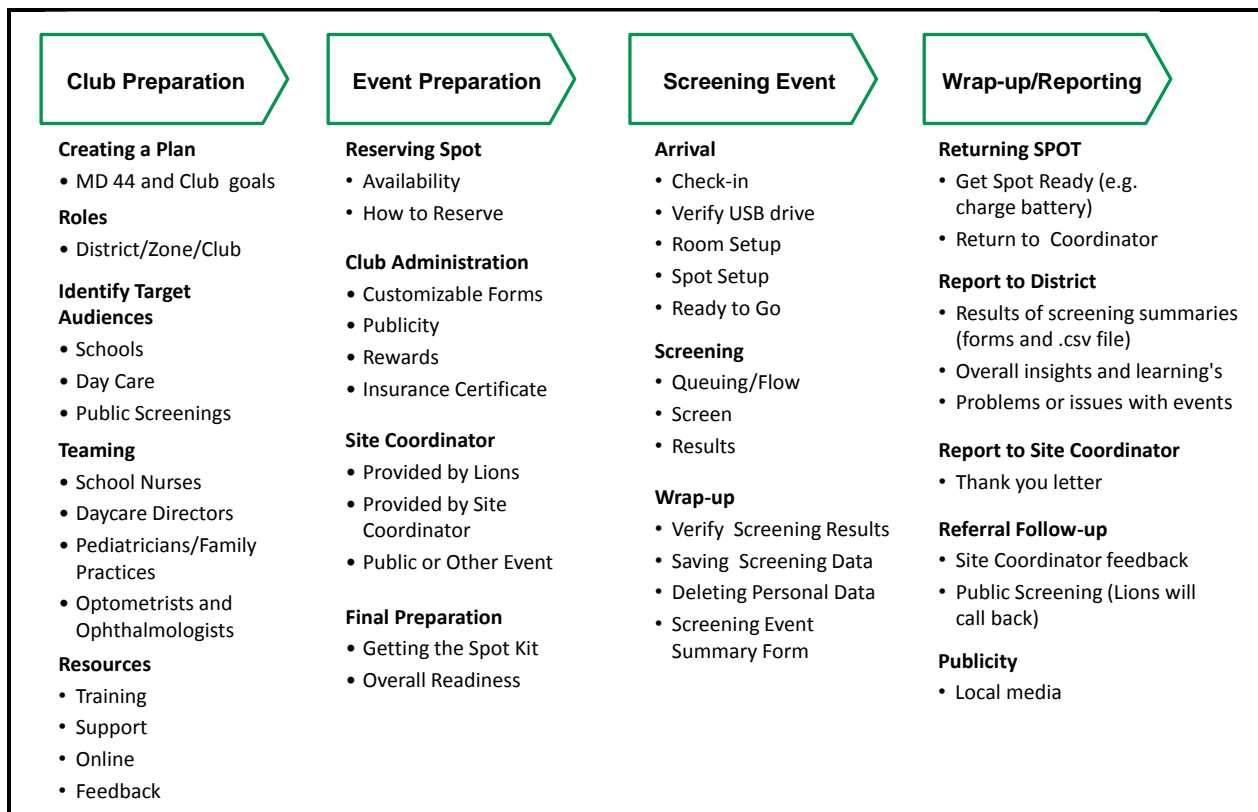 Club Preparation
Creating a Plan
• MD 44 and Club goals
Roles
• District/Zone/Club
Identify Target
Audiences
• Schools
• Day Care
• Public Screenings
Teaming
• School Nurses
• Daycare Directors
• Pediatricians/Family
Practices
• Optometrists and
Ophthalmologists
Resources
• Training
• Support
• Online
• Feedback
Event Preparation
Reserving Spot
• Availability
• How to Reserve
Club Administration
• Customizable Forms
• Publicity
• Rewards
• Insurance Certificate
Site Coordinator
• Provided by Lions
• Provided by Site
Coordinator
• Public or Other Event
Final Preparation
• Getting the Spot Kit
• Overall Readiness
Screening Event
Arrival
• Check-in
• Verify USB drive
• Room Setup
• Spot Setup
• Ready to Go
Screening
• Queuing/Flow
• Screen
• Results
Wrap-up
• Verify Screening Results
• Saving Screening Data
• Deleting Personal Data
• Screening Event
Summary Form
Wrap-up/Reporting
Returning SPOT
• Get Spot Ready (e.g.
charge battery)
• Return to Coordinator
Report to District
• Results of screening summaries
(forms and .csv file)
• Overall insights and learning's
• Problems or issues with events
Report to Site Coordinator
• Thank you letter
Referral Follow-up
• Site Coordinator feedback
• Public Screening (Lions will
call back)
Publicity
• Local media